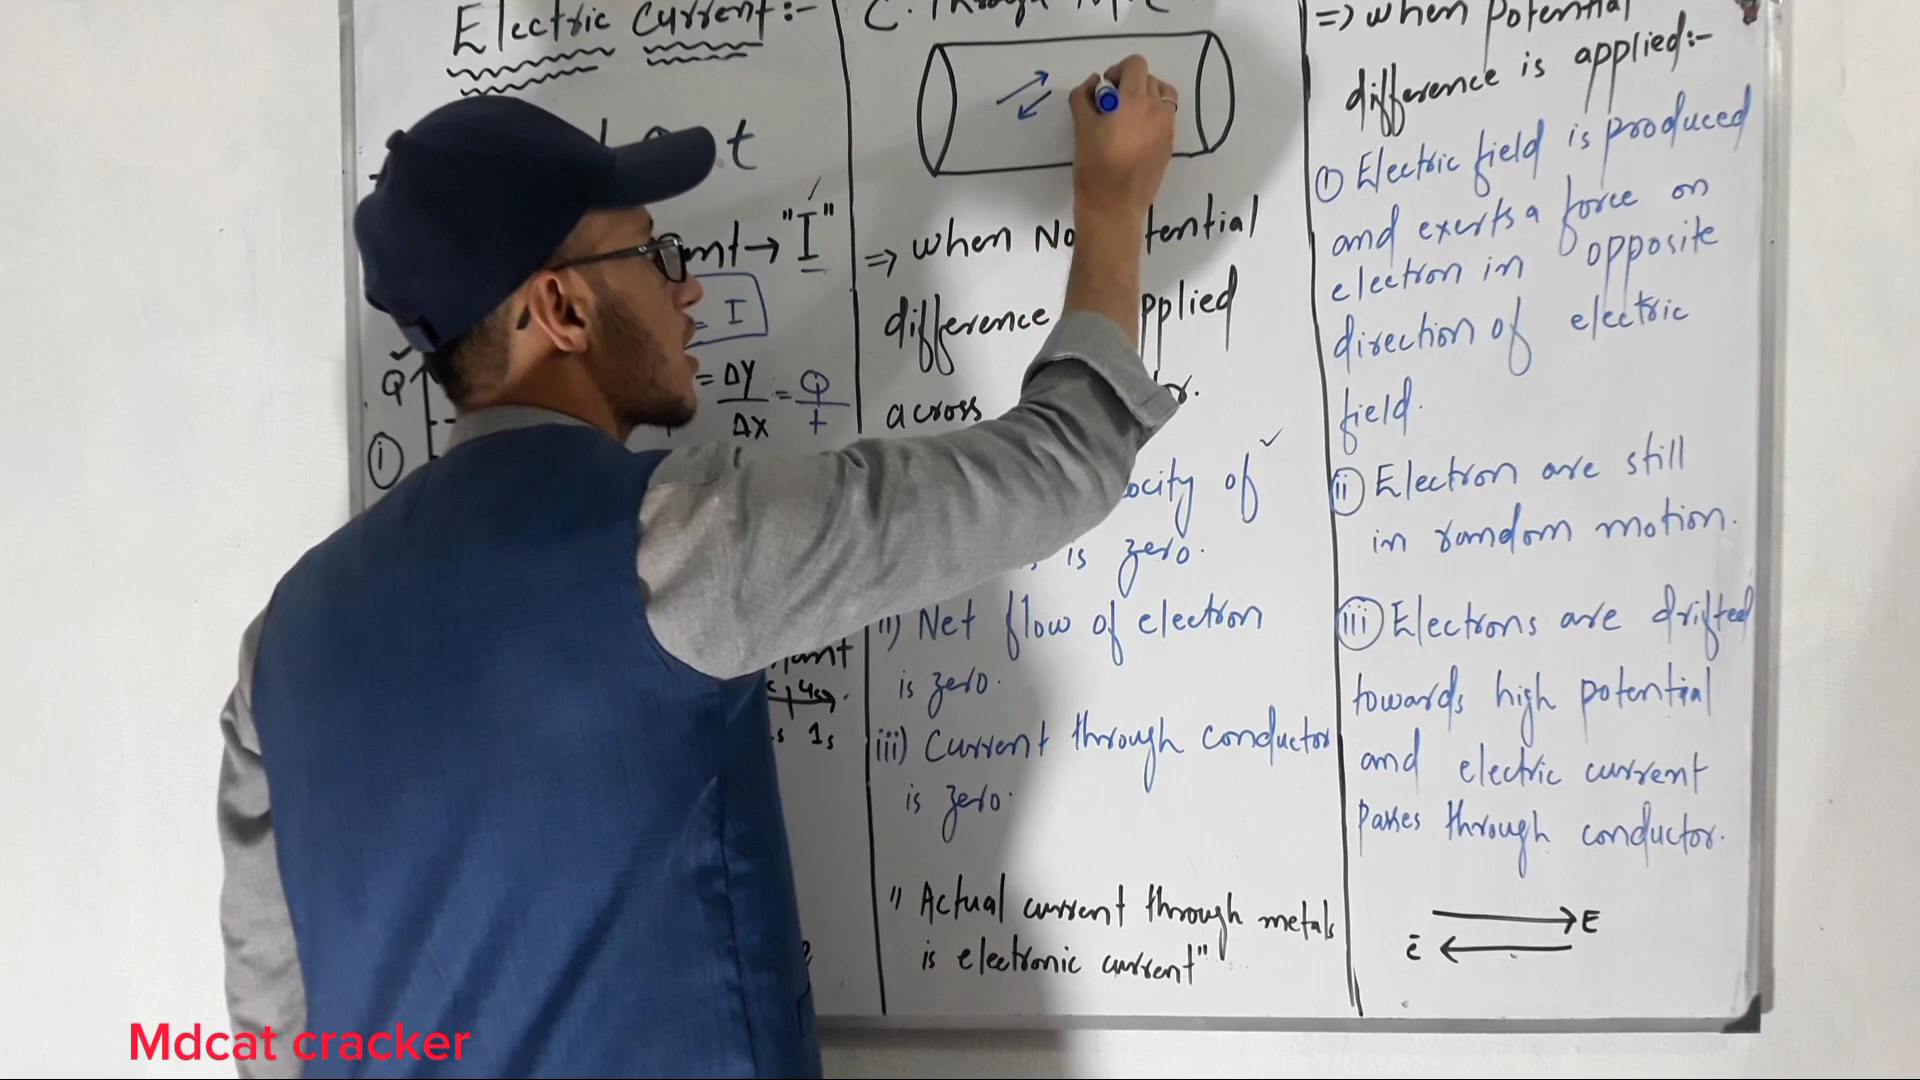 Electric Current:-
t
→ "I"
= I
Q
= ΔY/ΔX = Q/t
i
1s
C. Through
=> when No
difference
across
ocity of
is zero.
ii) Net flow of electron
is zero.
iii) Current through conductor
is zero.
" Actual current through metals
is electronic current"
=> when potential
difference is applied:-
i Electric field is produced
and exerts a force on
electron in opposite
direction of electric
field.
ii Electron are still
in random motion.
iii Electrons are drifted
towards high potential
and electric current
passes through conductor.
E
ē
Mdcat cracker